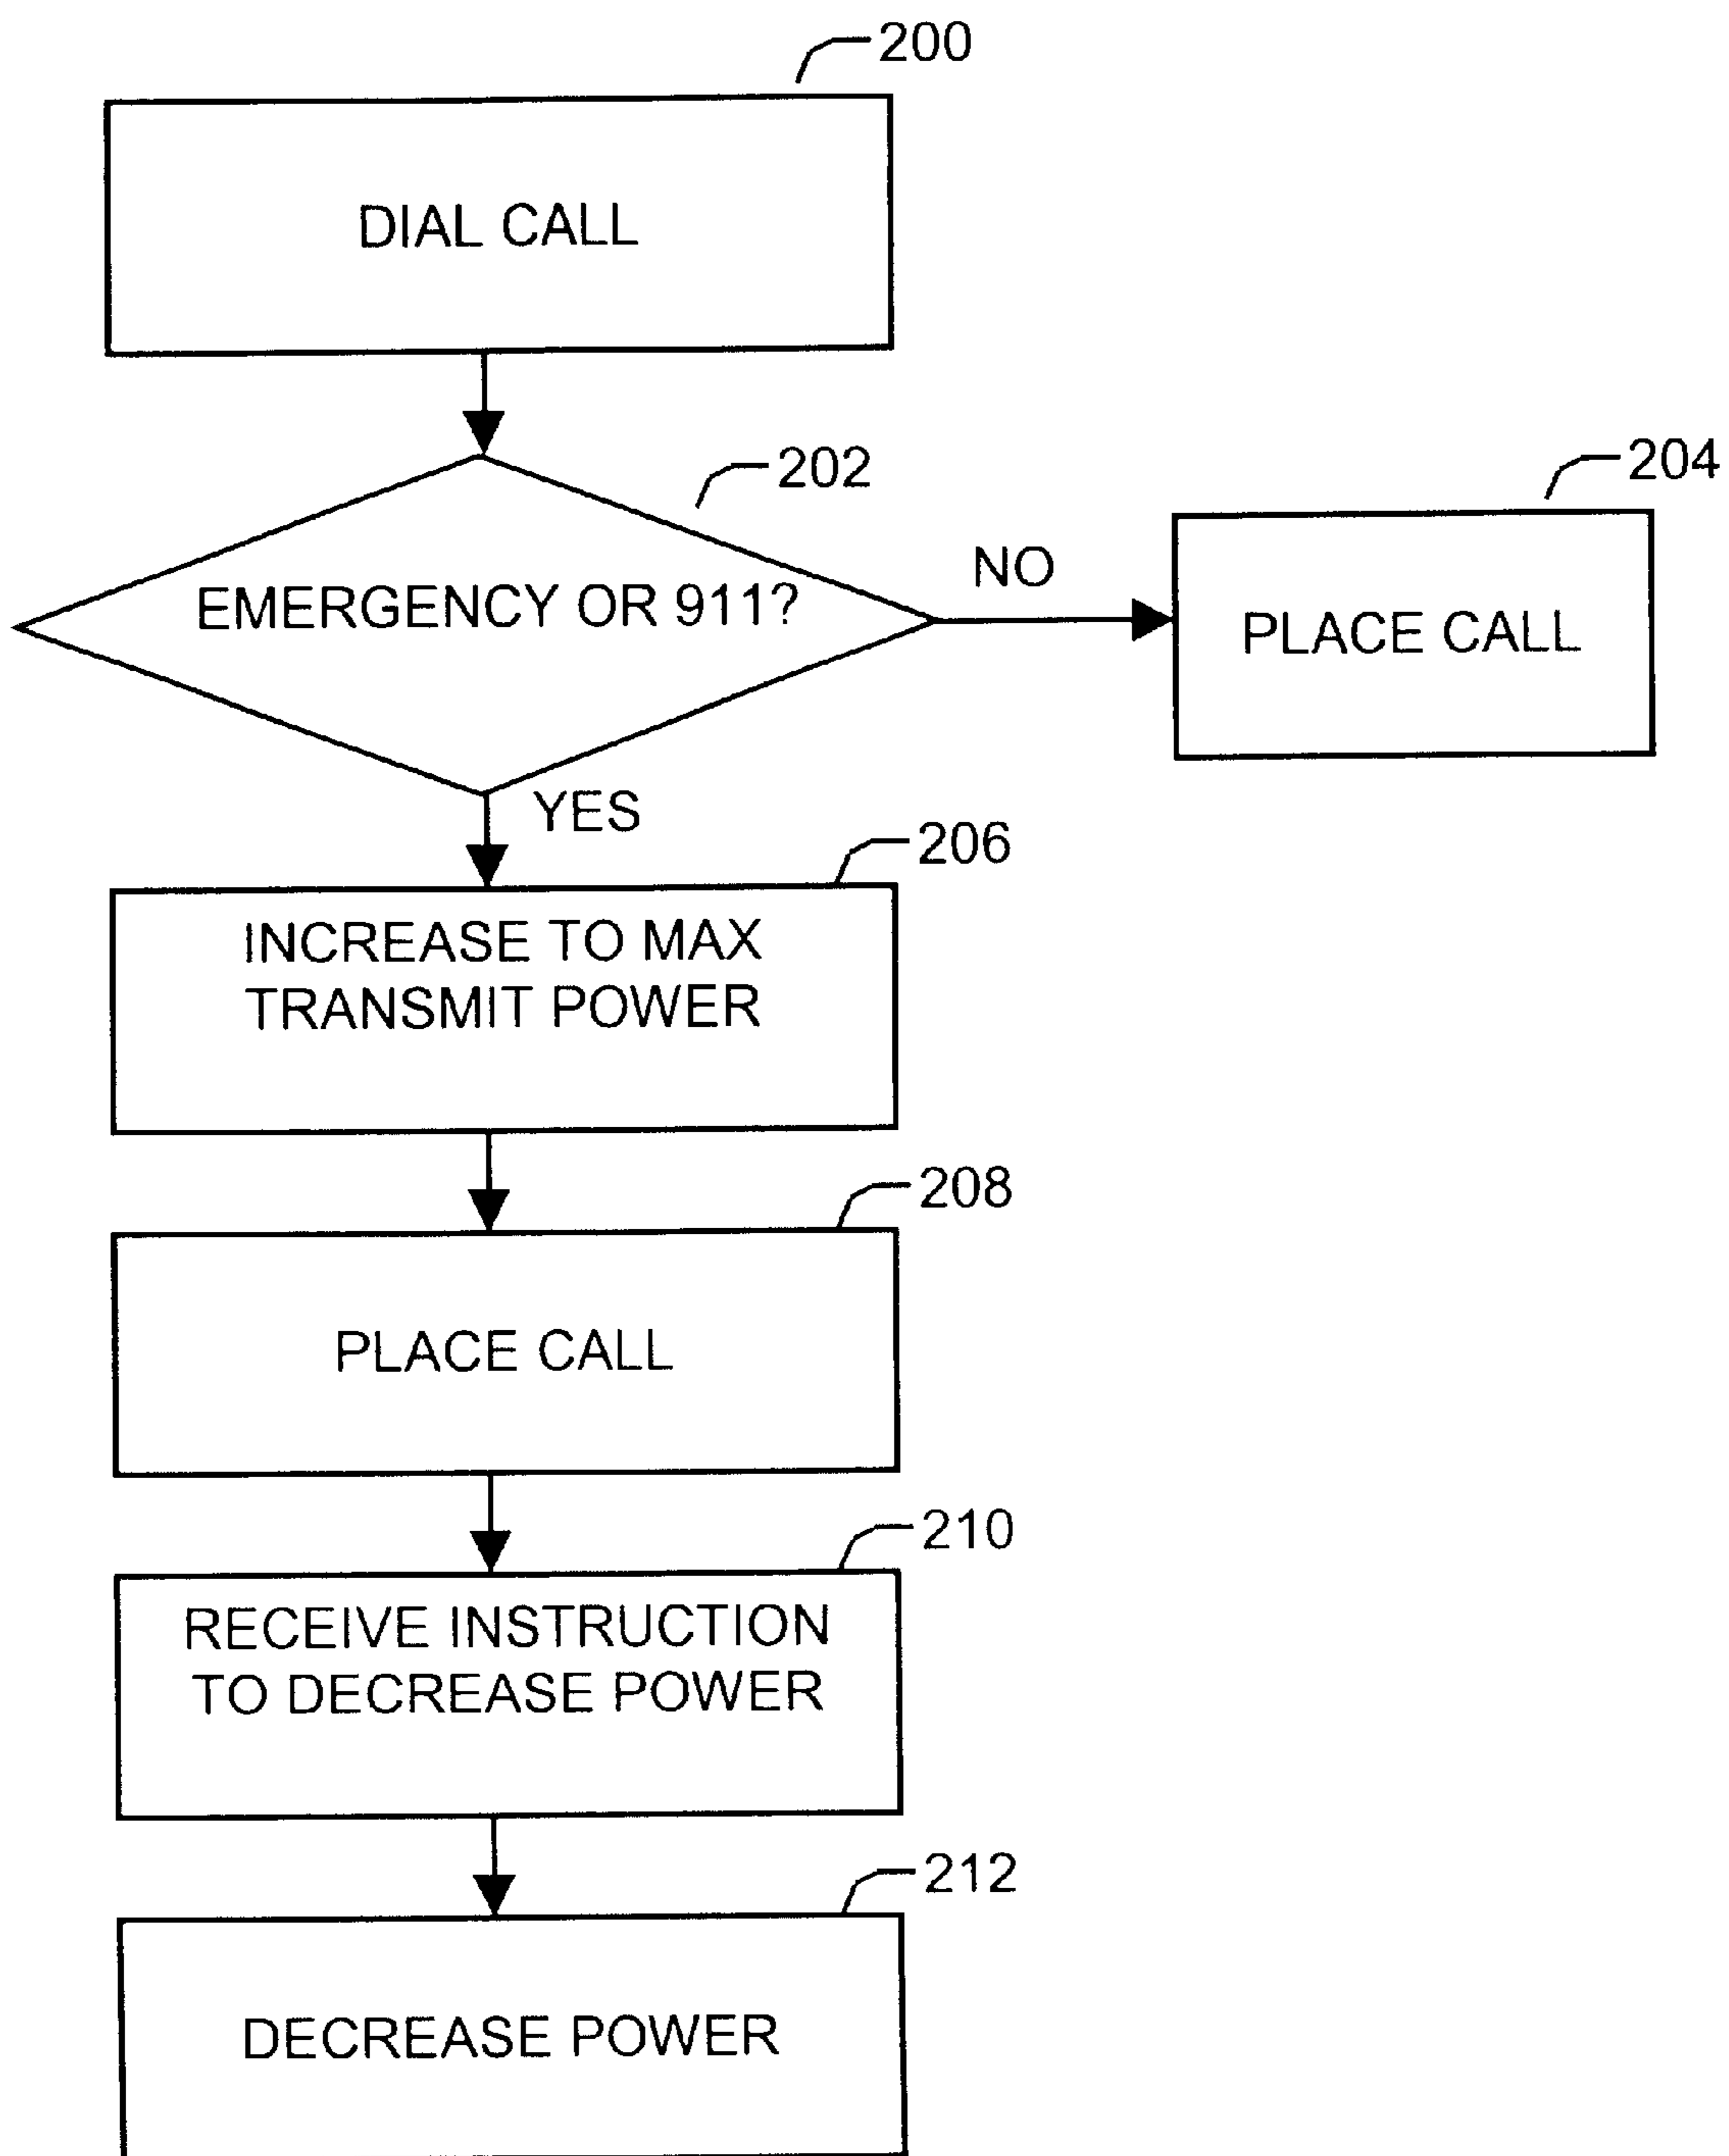 200
DIAL CALL
202
204
EMERGENCY OR 911?
NO
PLACE CALL
YES
206
INCREASE TO MAX
TRANSMIT POWER
208
PLACE CALL
210
RECEIVE INSTRUCTION
TO DECREASE POWER
212
DECREASE POWER